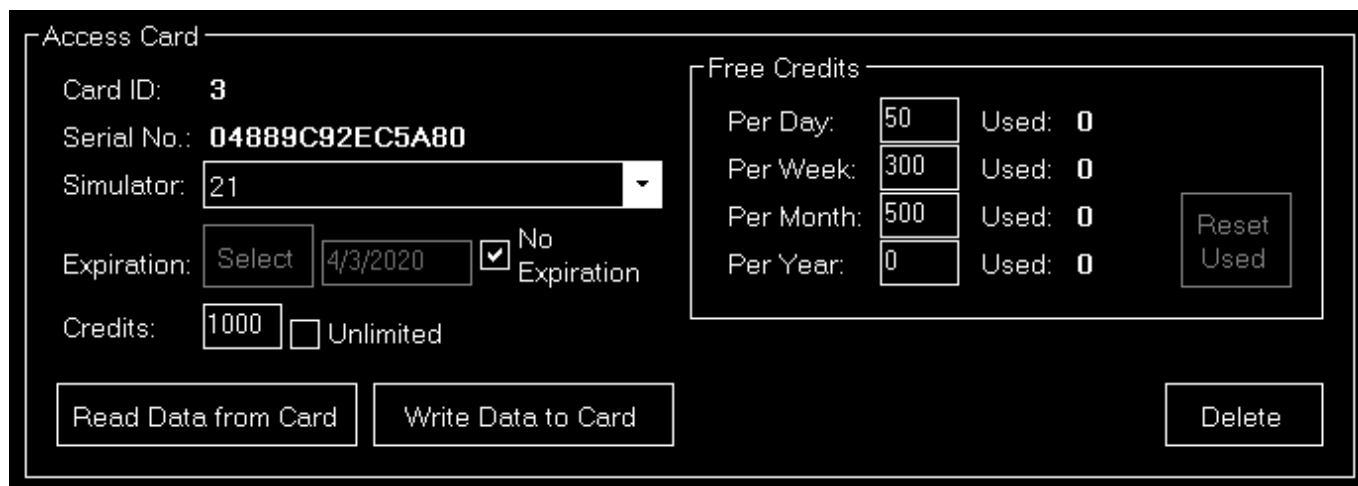 Access Card
Card ID: 3
Serial No.: 04889C92EC5A80
Simulator: 21
Expiration: Select 4/3/2020 No
Expiration
Credits: 1000 Unlimited
Read Data from Card Write Data to Card
Free Credits
Per Day: 50 Used: 0
Per Week: 300 Used: 0
Per Month: 500 Used: 0
Per Year: 0 Used: 0
Reset
Used
Delete